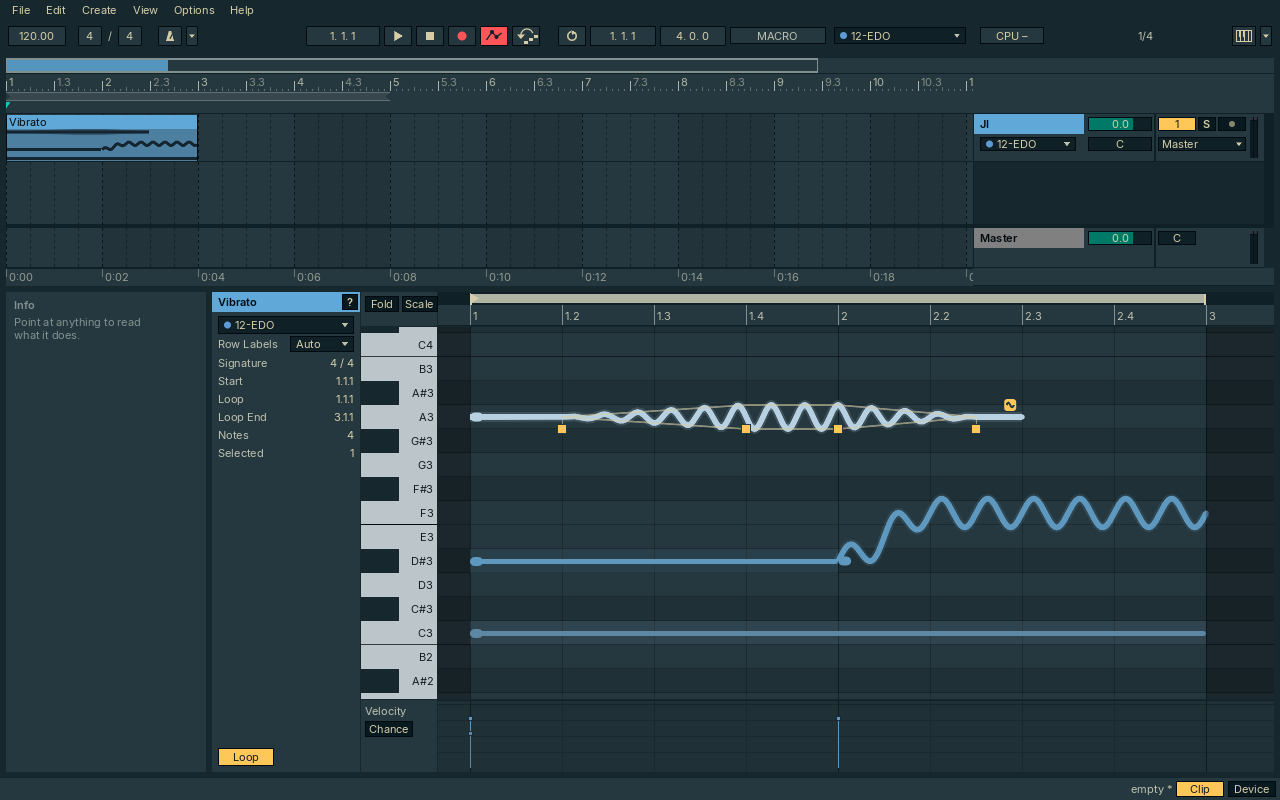 File Edit Create View Options Help
120.00 4 / 4 1. 1. 1 1. 1. 1 4. 0. 0 MACRO 12-EDO CPU – 1/4
1 1.3 2 2.3 3 3.3 4 4.3 5 5.3 6 6.3 7 7.3 8 8.3 9 9.3 10 10.3 1
Vibrato
JI 0.0 1 S
12-EDO C Master
Master 0.0 C
0:00 0:02 0:04 0:06 0:08 0:10 0:12 0:14 0:16 0:18
Info
Point at anything to read
what it does.
Vibrato ?
12-EDO
Row Labels Auto
Signature 4 / 4
Start 1.1.1
Loop 1.1.1
Loop End 3.1.1
Notes 4
Selected 1
Loop
Fold Scale
1 1.2 1.3 1.4 2 2.2 2.3 2.4 3
C4
B3
A#3
A3
G#3
G3
F#3
F3
E3
D#3
D3
C#3
C3
B2
A#2
Velocity
Chance
empty * Clip Device